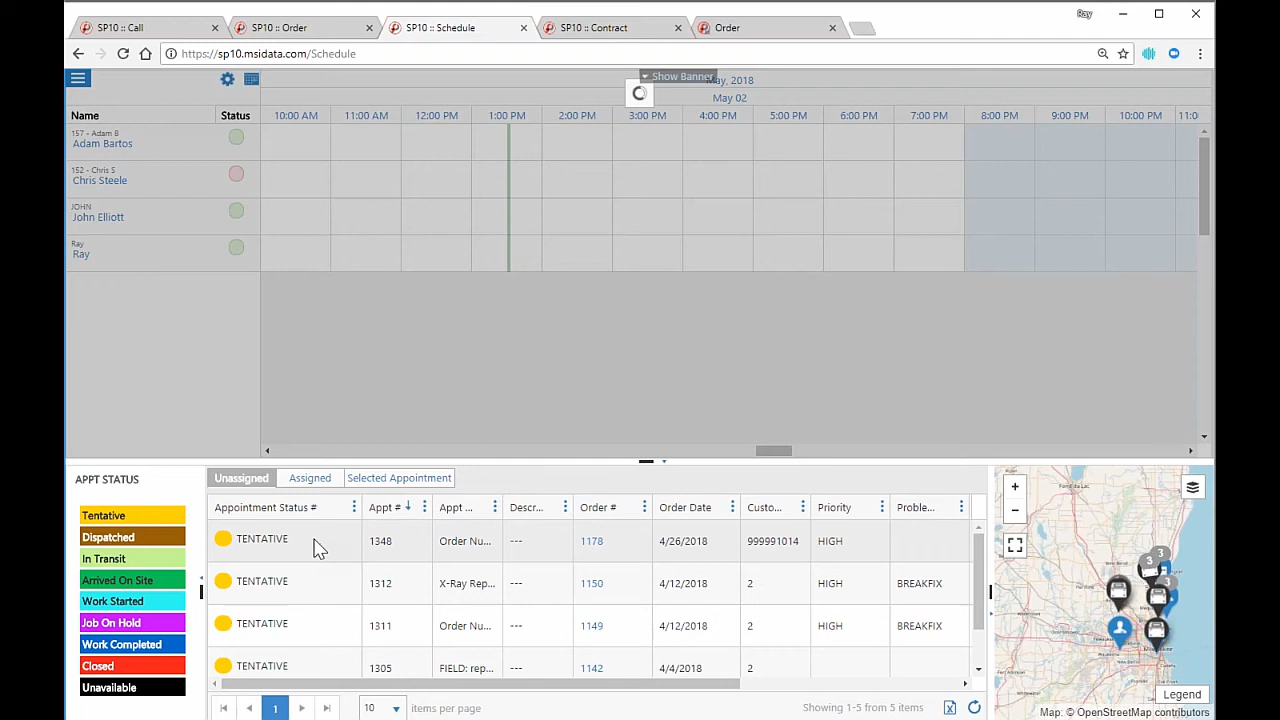 SP10 :: Call
SP10 :: Order
SP10 :: Schedule
SP10 :: Contract
Order
Ray
https://sp10.msidata.com/Schedule
Show Banner
May, 2018
May 02
Name Status 10:00 AM 11:00 AM 12:00 PM 1:00 PM 2:00 PM 3:00 PM 4:00 PM 5:00 PM 6:00 PM 7:00 PM 8:00 PM 9:00 PM 10:00 PM 11:0
157 - Adam B
Adam Bartos
152 - Chris S
Chris Steele
JOHN
John Elliott
Ray
Ray
APPT STATUS
Tentative
Dispatched
In Transit
Arrived On Site
Work Started
Job On Hold
Work Completed
Closed
Unavailable
Unassigned Assigned Selected Appointment
Appointment Status # Appt # Appt ... Descr... Order # Order Date Custo... Priority Proble...
TENTATIVE 1348 Order Nu... --- 1178 4/26/2018 999991014 HIGH
TENTATIVE 1312 X-Ray Rep... --- 1150 4/12/2018 2 HIGH BREAKFIX
TENTATIVE 1311 Order Nu... --- 1149 4/12/2018 2 HIGH BREAKFIX
TENTATIVE 1305 FIELD: rep... --- 1142 4/4/2018 2
1 10 items per page Showing 1-5 from 5 items
+
−
3
3
3
Legend
Map: © OpenStreetMap contributors